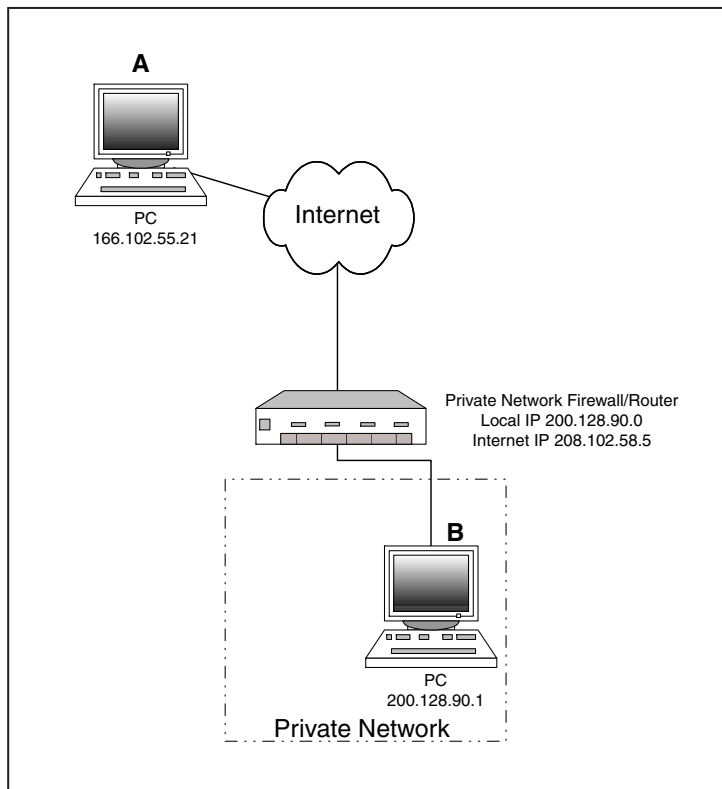 A
PC
166.102.55.21
Internet
Private Network Firewall/Router
Local IP 200.128.90.0
Internet IP 208.102.58.5
B
PC
200.128.90.1
Private Network